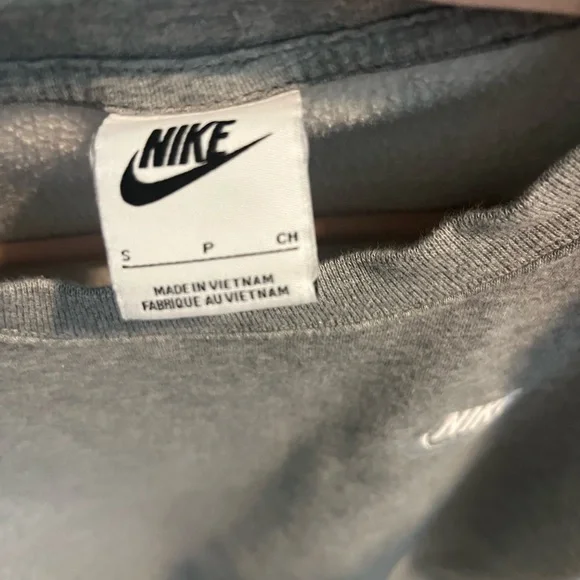 NIKE
S P CH
MADE IN VIETNAM
FABRIQUE AU VIETNAM
NIKE